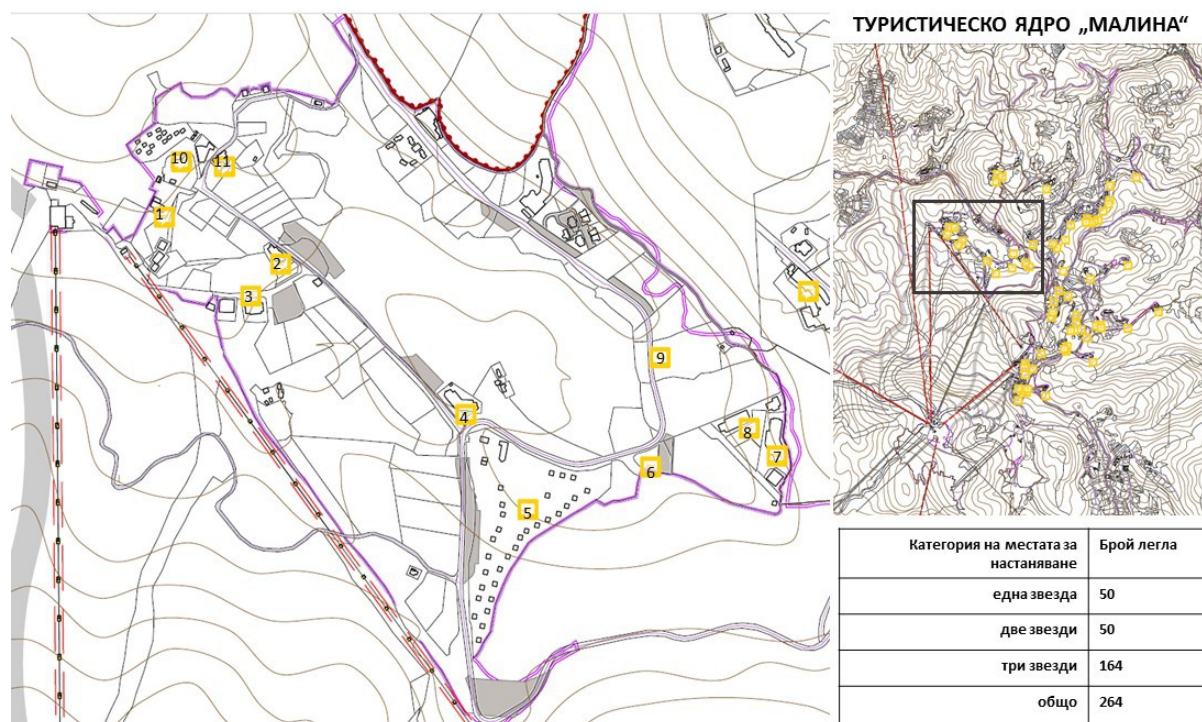 ТУРИСТИЧЕСКО ЯДРО „МАЛИНА“
10
11
1
2
3
4
9
8
7
6
5
Категория на местата за настаняване Брой легла
една звезда 50
две звезди 50
три звезди 164
общо 264